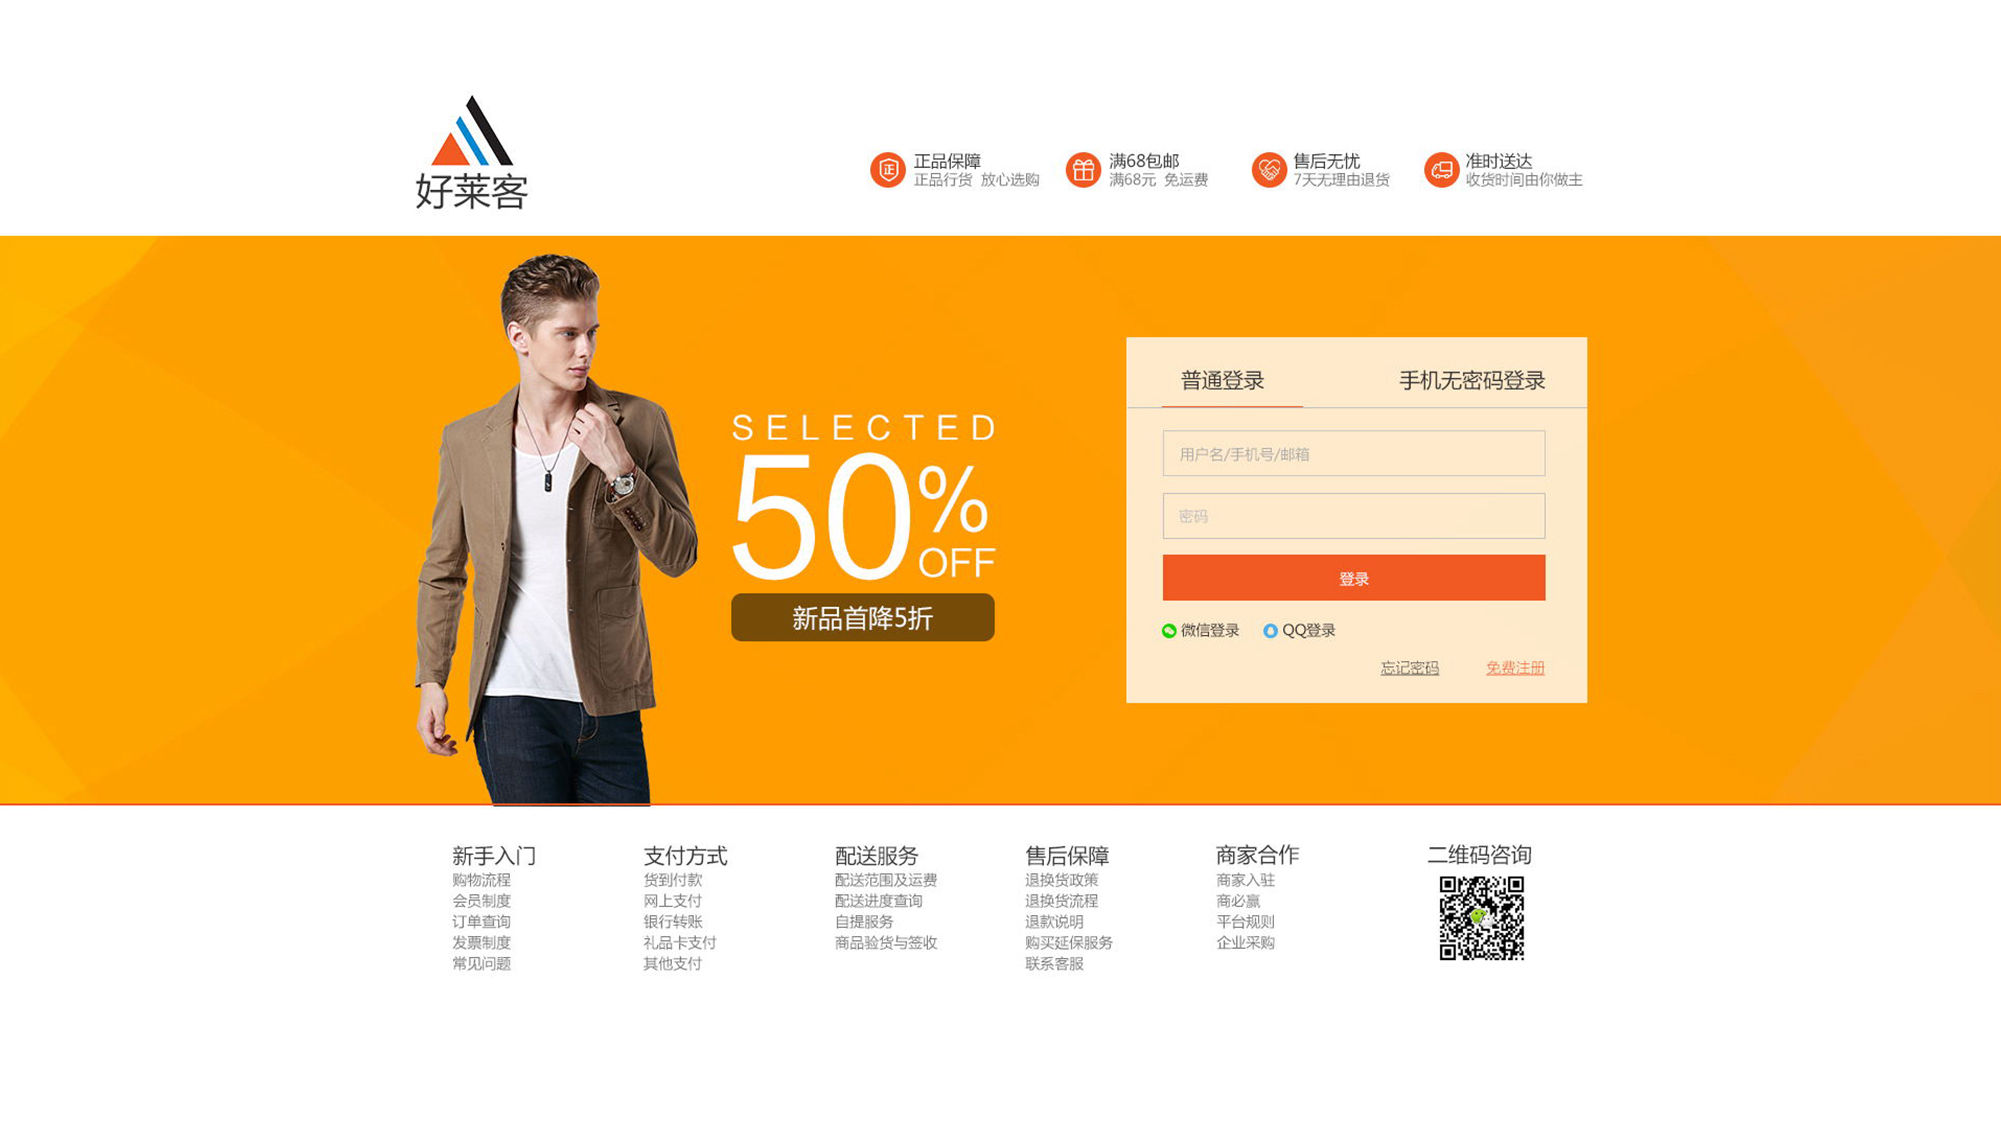 好莱客
正品保障
正品行货 放心选购
满68包邮
满68元 免运费
售后无忧
7天无理由退货
准时送达
收货时间由你做主
SELECTED
50%
OFF
新品首降5折
普通登录
手机无密码登录
用户名/手机号/邮箱
密码
登录
微信登录
QQ登录
忘记密码
免费注册
新手入门
购物流程
会员制度
订单查询
发票制度
常见问题
支付方式
货到付款
网上支付
银行转账
礼品卡支付
其他支付
配送服务
配送范围及运费
配送进度查询
自提服务
商品验货与签收
售后保障
退换货政策
退换货流程
退款说明
购买延保服务
联系客服
商家合作
商家入驻
商必赢
平台规则
企业采购
二维码咨询